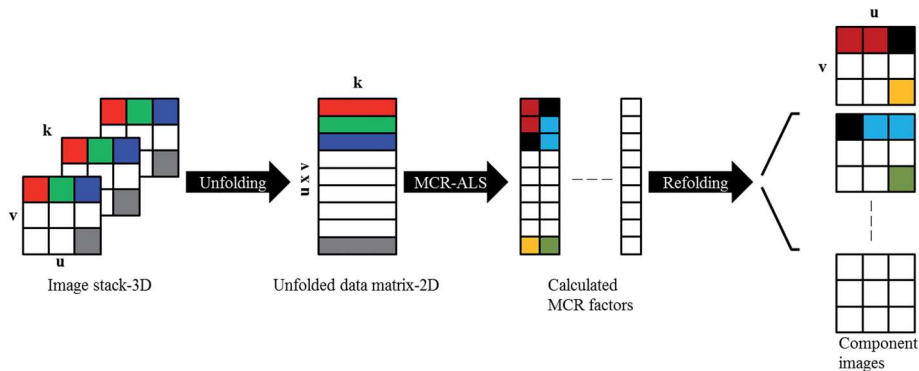 u
v
k
k
v
u
u x v
Unfolding
MCR-ALS
Refolding
Image stack-3D
Unfolded data matrix-2D
Calculated
MCR factors
Component
images